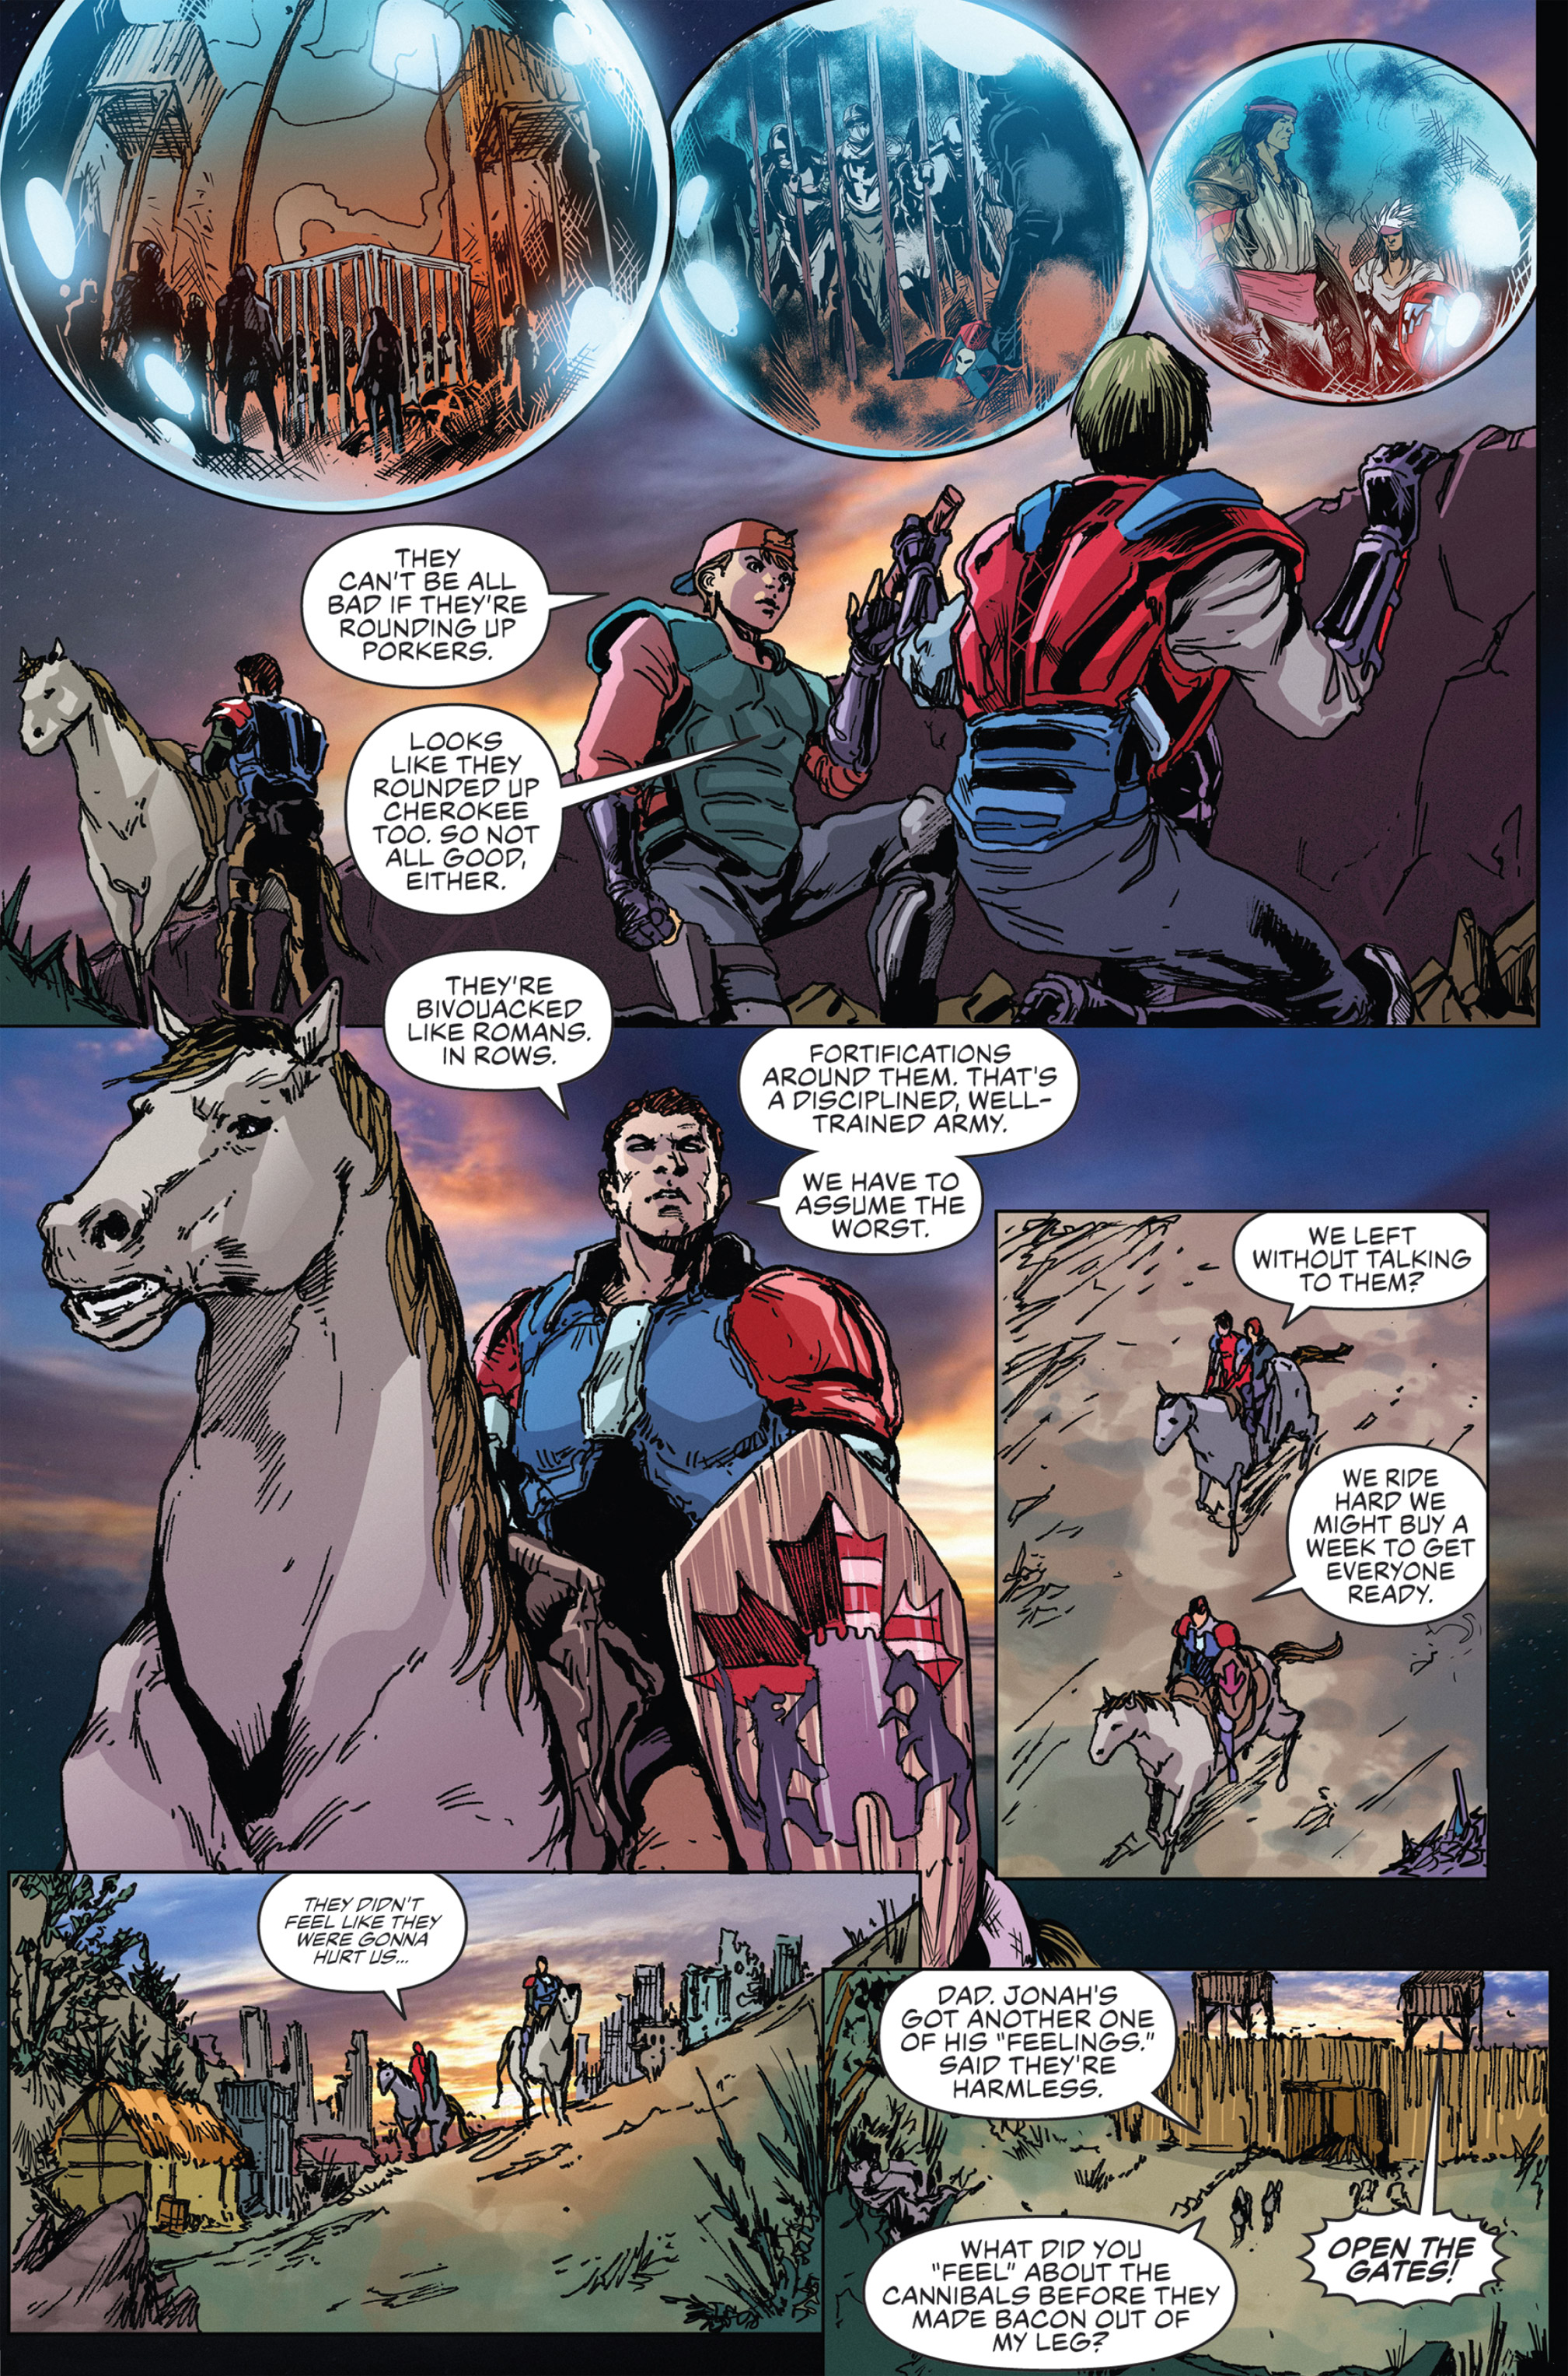 THEY
CAN'T BE ALL
BAD IF THEY'RE
ROUNDING UP
PORKERS.
LOOKS
LIKE THEY
ROUNDED UP
CHEROKEE
TOO. SO NOT
ALL GOOD,
EITHER.
THEY'RE
BIVOUACKED
LIKE ROMANS.
IN ROWS.
FORTIFICATIONS
AROUND THEM. THAT'S
A DISCIPLINED, WELL-
TRAINED ARMY.
WE HAVE TO
ASSUME THE
WORST.
WE LEFT
WITHOUT TALKING
TO THEM?
WE RIDE
HARD WE
MIGHT BUY A
WEEK TO GET
EVERYONE
READY.
THEY DIDN'T
FEEL LIKE THEY
WERE GONNA
HURT US...
DAD. JONAH'S
GOT ANOTHER ONE
OF HIS "FEELINGS."
SAID THEY'RE
HARMLESS.
WHAT DID YOU
"FEEL" ABOUT THE
CANNIBALS BEFORE THEY
MADE BACON OUT OF
MY LEG?
OPEN THE
GATES!